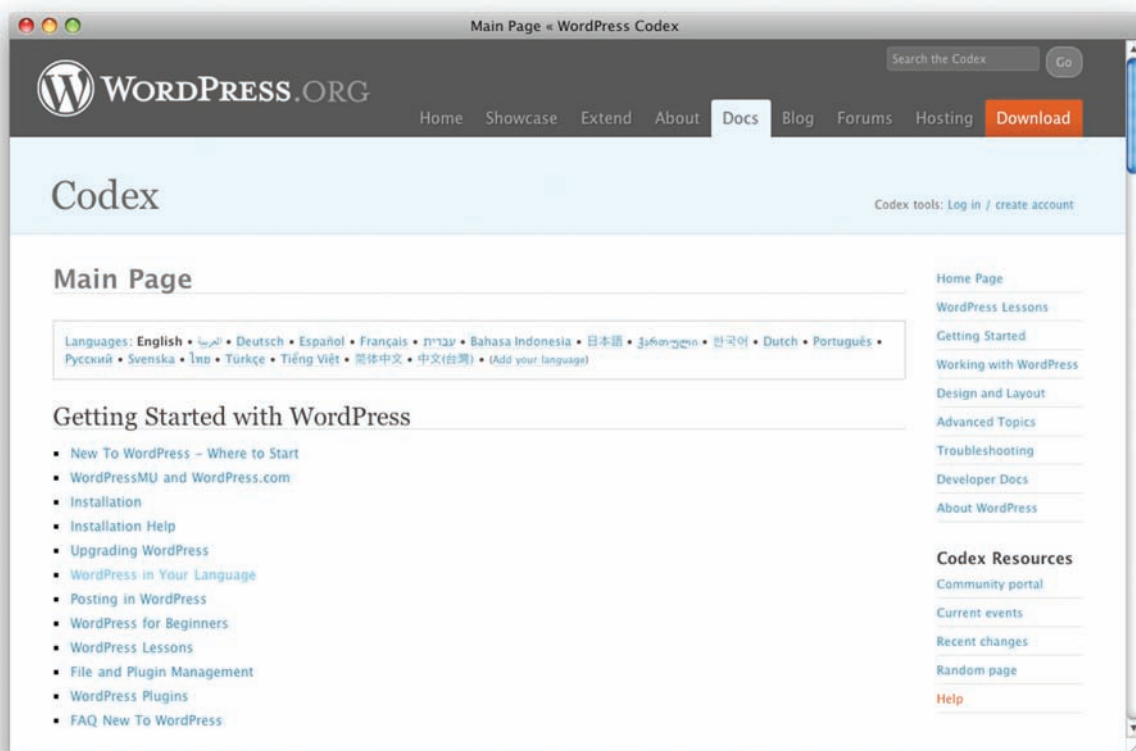 Main Page « WordPress Codex
Search the Codex
Go
WORDPRESS.ORG
Home Showcase Extend About Docs Blog Forums Hosting Download
Codex
Codex tools: Log in / create account
Main Page
Languages: English • العربية • Deutsch • Español • Français • עברית • Bahasa Indonesia • 日本語 • ქართული • 한국어 • Dutch • Português •
Русский • Svenska • ไทย • Türkçe • Tiếng Việt • 简体中文 • 中文(台灣) • (Add your language)
Getting Started with WordPress
▪ New To WordPress – Where to Start
▪ WordPressMU and WordPress.com
▪ Installation
▪ Installation Help
▪ Upgrading WordPress
▪ WordPress in Your Language
▪ Posting in WordPress
▪ WordPress for Beginners
▪ WordPress Lessons
▪ File and Plugin Management
▪ WordPress Plugins
▪ FAQ New To WordPress
Home Page
WordPress Lessons
Getting Started
Working with WordPress
Design and Layout
Advanced Topics
Troubleshooting
Developer Docs
About WordPress
Codex Resources
Community portal
Current events
Recent changes
Random page
Help